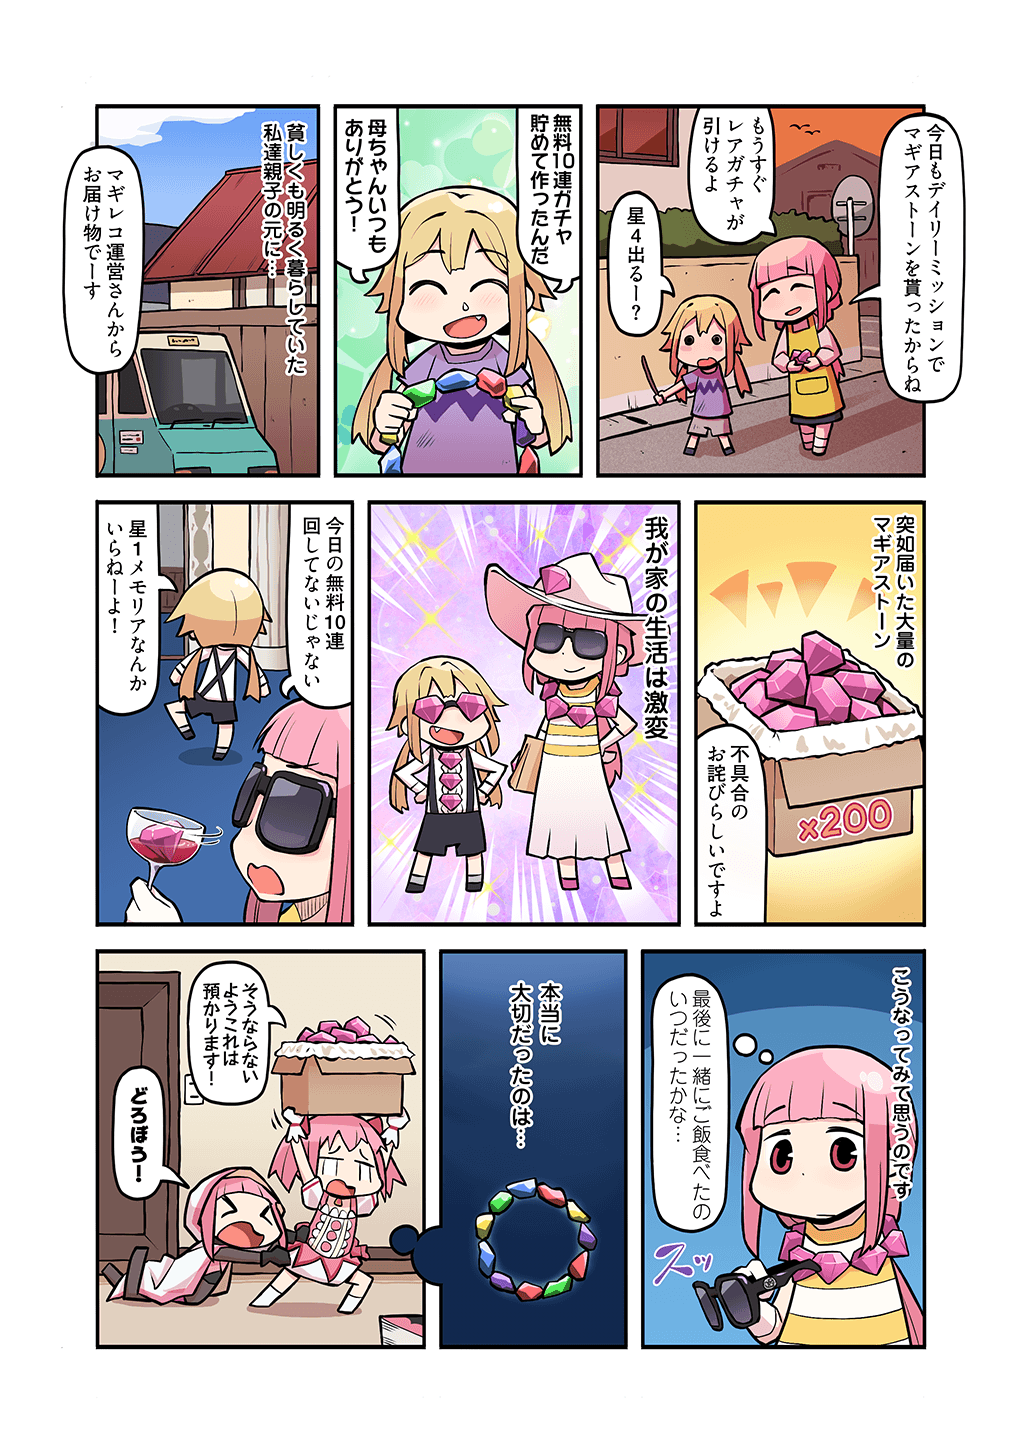 今日もデイリーミッションで
マギアストーンを貰ったからね
もうすぐ
レアガチャが
引けるよ
星4出るー？
無料10連ガチャ
貯めて作ったんだ
母ちゃんいつも
ありがとう！
貧しくも明るく暮らしていた
私達親子の元に…
マギレコ運営さんから
お届け物でーす
突如届いた大量の
マギアストーン
×200
不具合の
お詫びらしいですよ
我が家の生活は激変
今日の無料10連
回してないじゃない
星1メモリアなんか
いらねーよ！
こうなってみて思うのです
最後に一緒にご飯食べたの
いつだったかな…
スッ
本当に
大切だったのは…
そうならない
ようこれは
預かります！
どろぼう！